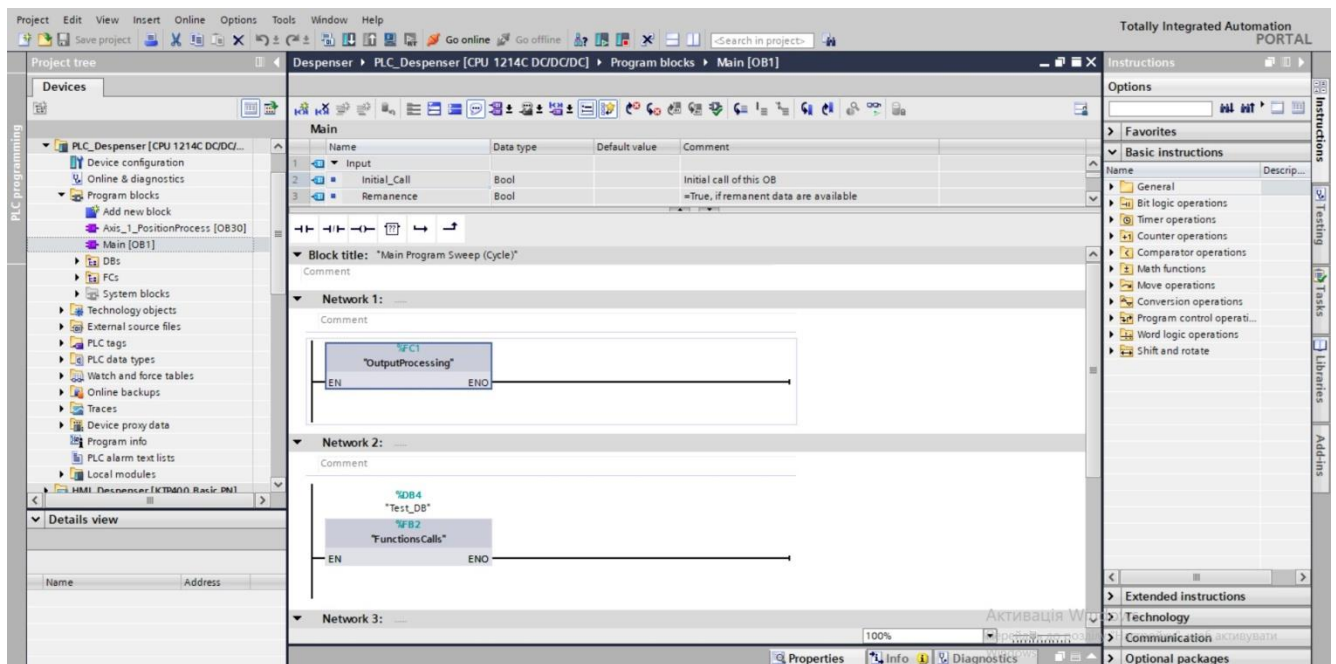 Project Edit View Insert Online Options Tools Window Help
Totally Integrated Automation
PORTAL
Save project
Go online
Go offline
<Search in project>
Project tree
Despenser PLC_Despenser [CPU 1214C DC/DC/DC] Program blocks Main [OB1]
Instructions
Devices
Options
PLC programming
Main
Name Data type Default value Comment
1 Input
2 Initial_Call Bool Initial call of this OB
3 Remanence Bool =True, if remanent data are available
PLC_Despenser [CPU 1214C DC/DC/...
Device configuration
Online & diagnostics
Program blocks
Add new block
Axis_1_PositionProcess [OB30]
Main [OB1]
DBs
FCs
System blocks
Technology objects
External source files
PLC tags
PLC data types
Watch and force tables
Online backups
Traces
Device proxy data
Program info
PLC alarm text lists
Local modules
HMI_Despenser [KTP400 Basic PN]
Details view
Name Address
Block title: "Main Program Sweep (Cycle)"
Comment
Network 1: .....
Comment
%FC1
"OutputProcessing"
EN ENO
Network 2: .....
Comment
%DB4
"Test_DB"
%FB2
"FunctionsCalls"
EN ENO
Network 3: .....
100%
Properties Info Diagnostics
Favorites
Basic instructions
Name Descrip...
General
Bit logic operations
Timer operations
Counter operations
Comparator operations
Math functions
Move operations
Conversion operations
Program control operati...
Word logic operations
Shift and rotate
Extended instructions
Technology
Communication
Optional packages
Instructions
Testing
Tasks
Libraries
Add-ins
Активація